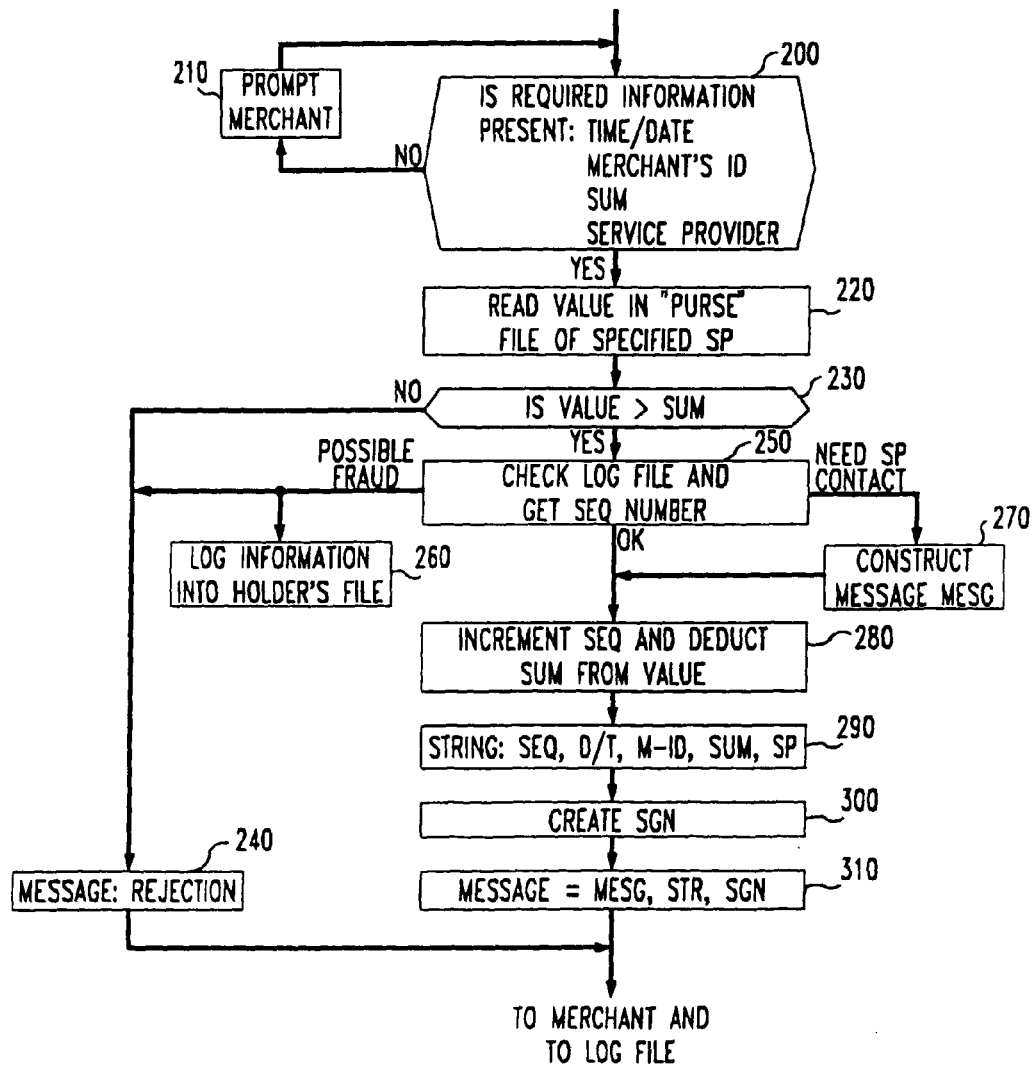 200
210
PROMPT
MERCHANT
IS REQUIRED INFORMATION
PRESENT: TIME/DATE
MERCHANT'S ID
SUM
SERVICE PROVIDER
NO
YES
220
READ VALUE IN "PURSE"
FILE OF SPECIFIED SP
230
NO
IS VALUE > SUM
YES
250
POSSIBLE
FRAUD
CHECK LOG FILE AND
GET SEQ NUMBER
NEED SP
CONTACT
OK
260
LOG INFORMATION
INTO HOLDER'S FILE
270
CONSTRUCT
MESSAGE MESG
280
INCREMENT SEQ AND DEDUCT
SUM FROM VALUE
290
STRING: SEQ, D/T, M-ID, SUM, SP
300
CREATE SGN
240
MESSAGE: REJECTION
310
MESSAGE = MESG, STR, SGN
TO MERCHANT AND
TO LOG FILE